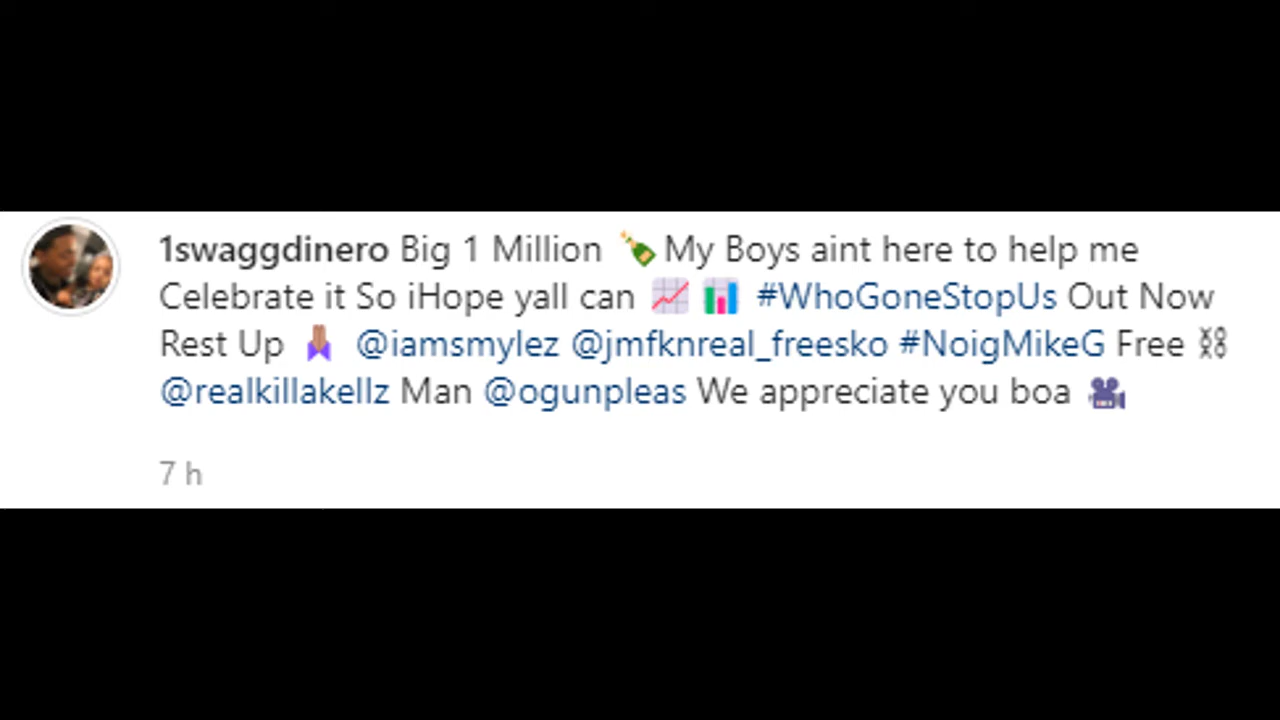 1swaggdinero Big 1 Million 🍾 My Boys aint here to help me
Celebrate it So iHope yall can 📈 📊 #WhoGoneStopUs Out Now
Rest Up 🙏🏽 @iamsmylez @jmfknreal_freesko #NoigMikeG Free ⛓
@realkillakellz Man @ogunpleas We appreciate you boa 🎥
7 h